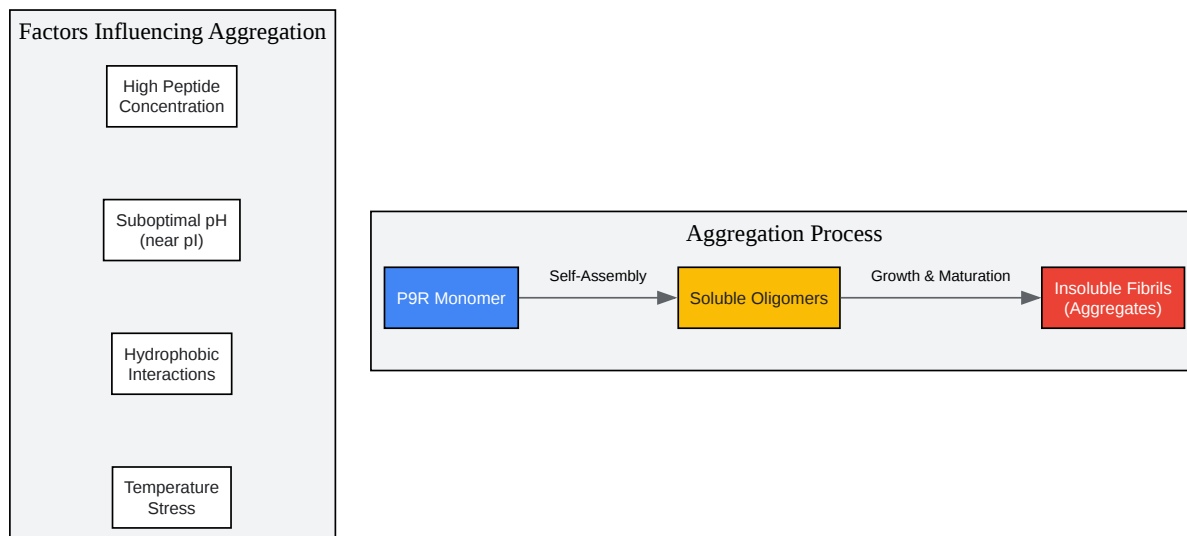 Factors Influencing Aggregation
High Peptide
Concentration
Suboptimal pH
(near pI)
Hydrophobic
Interactions
Temperature
Stress
Aggregation Process
P9R Monomer
Self-Assembly
Soluble Oligomers
Growth & Maturation
Insoluble Fibrils
(Aggregates)